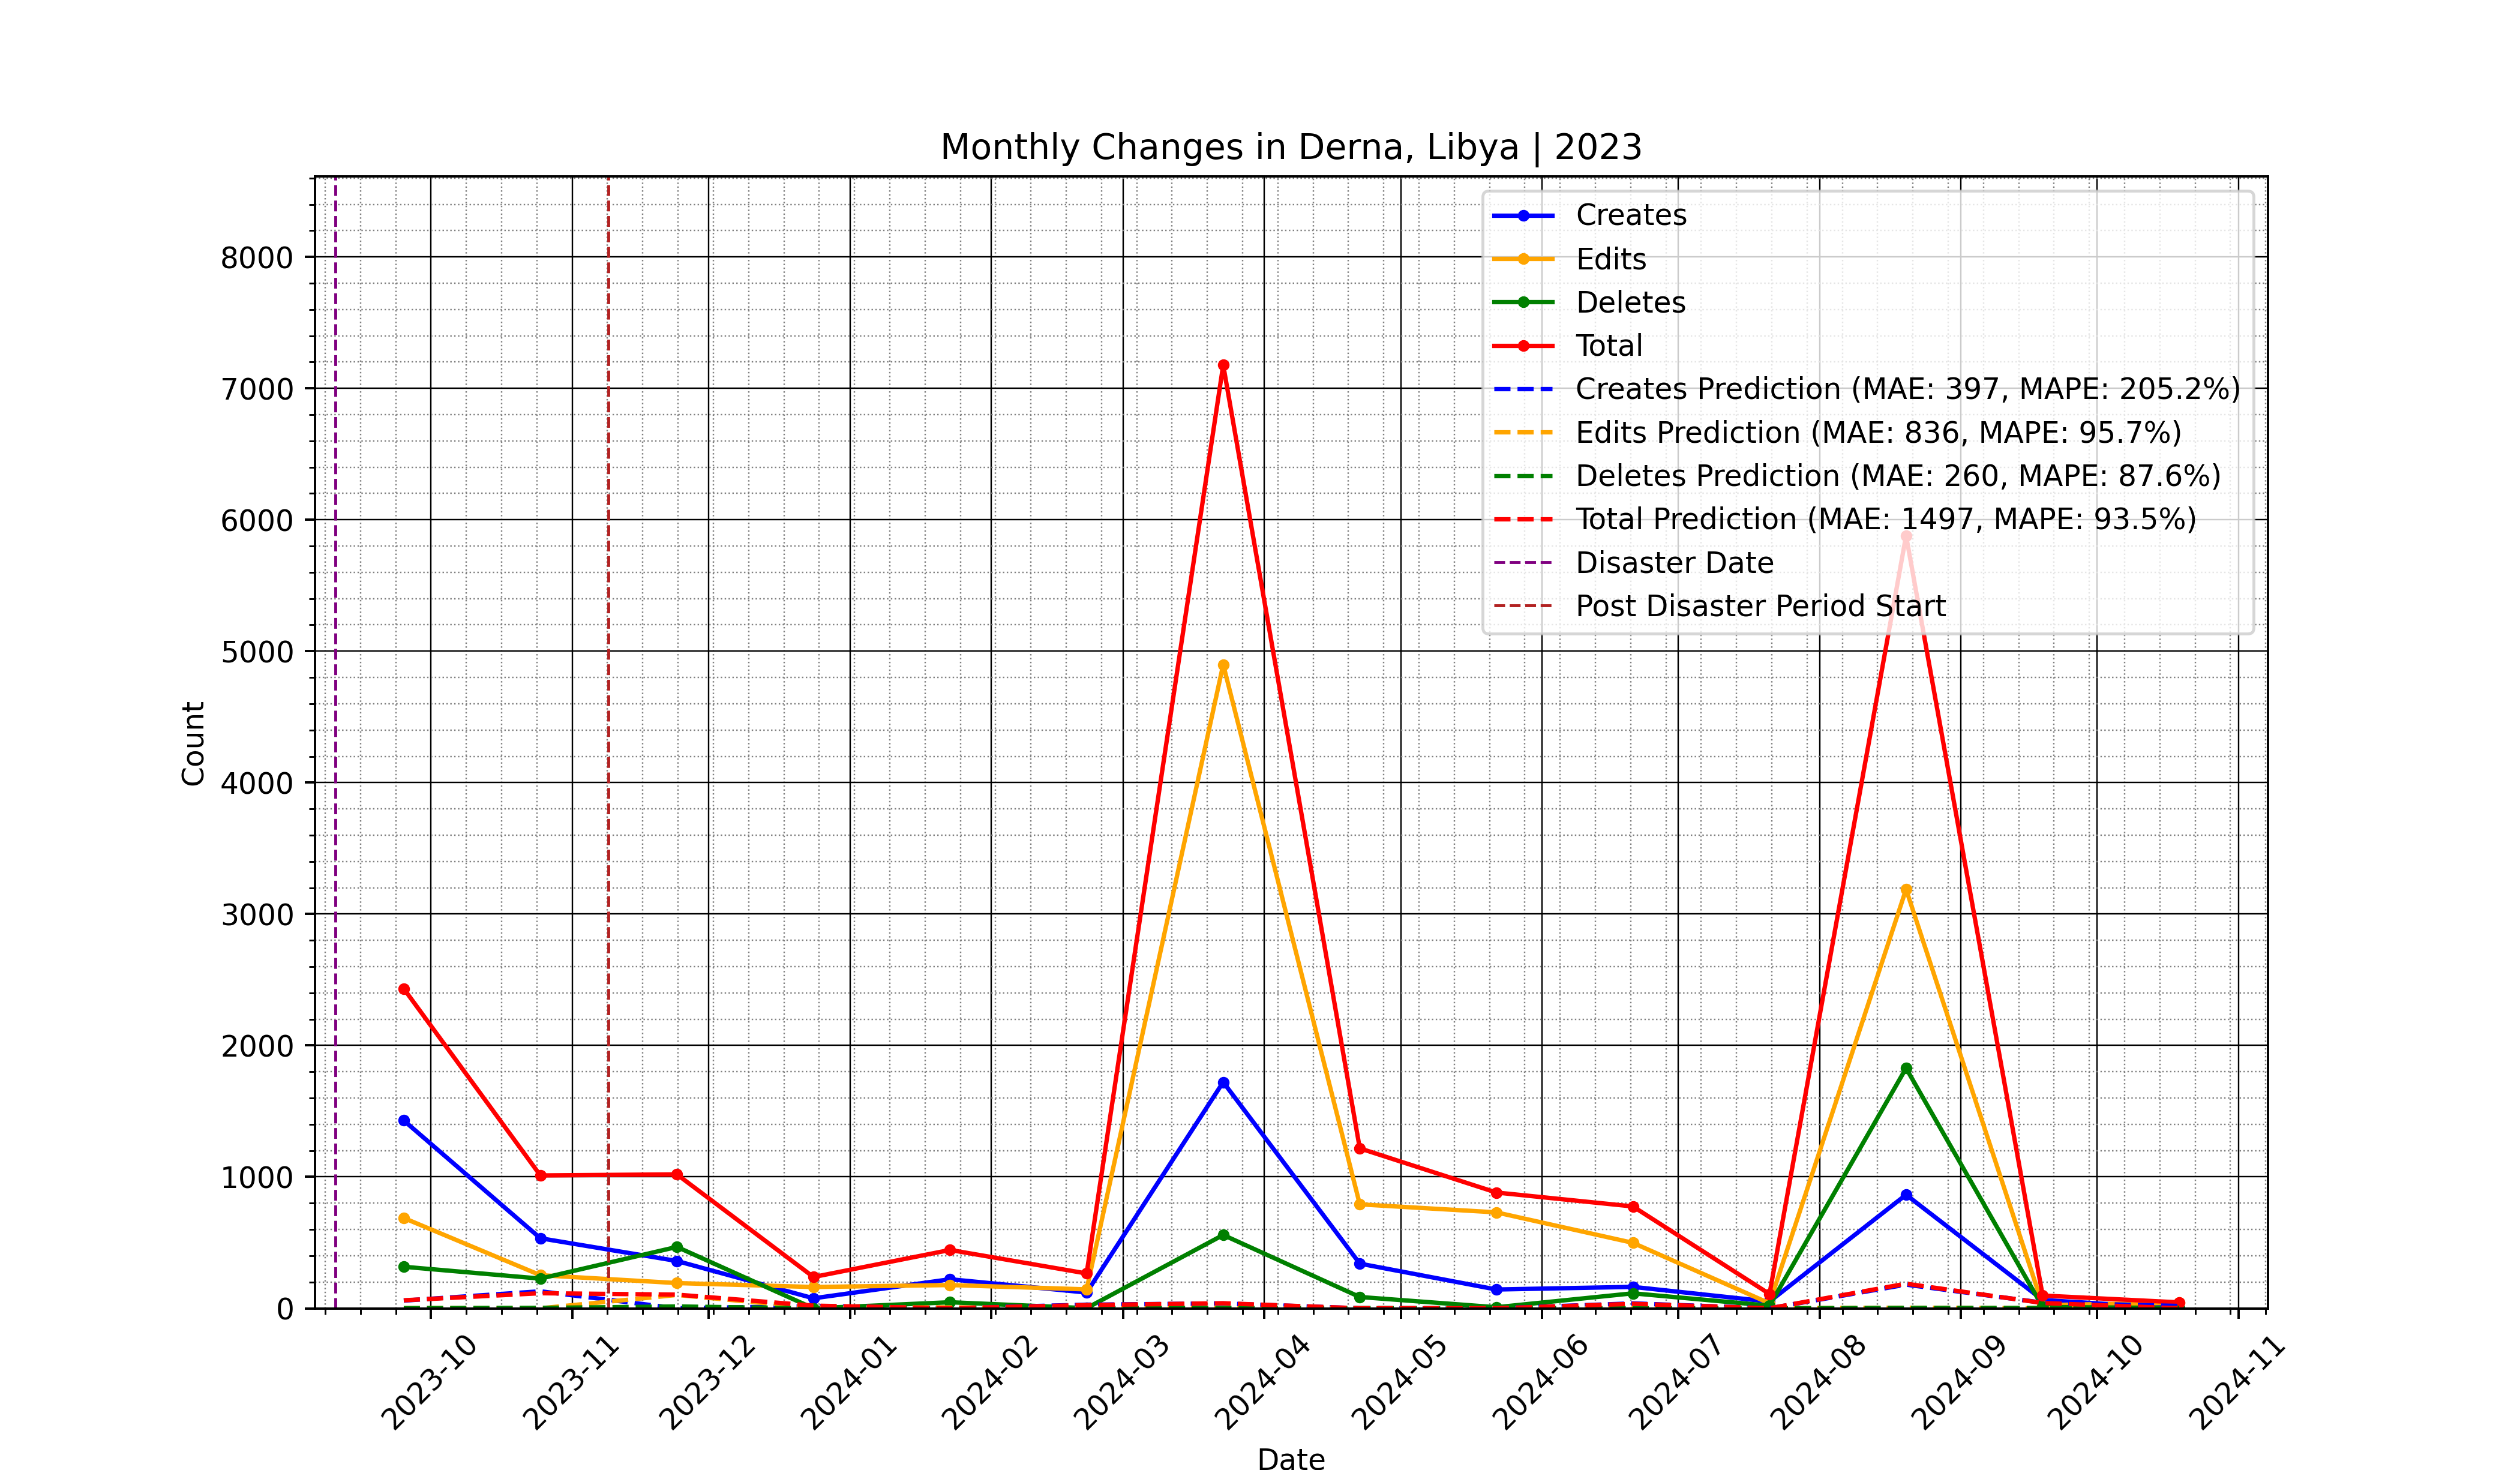 Monthly Changes in Derna, Libya | 2023
Creates
Edits
Deletes
Total
Creates Prediction (MAE: 397, MAPE: 205.2%)
Edits Prediction (MAE: 836, MAPE: 95.7%)
Deletes Prediction (MAE: 260, MAPE: 87.6%)
Total Prediction (MAE: 1497, MAPE: 93.5%)
Disaster Date
Post Disaster Period Start
Count
8000
7000
6000
5000
4000
3000
2000
1000
0
2023-10
2023-11
2023-12
2024-01
2024-02
2024-03
2024-04
2024-05
2024-06
2024-07
2024-08
2024-09
2024-10
2024-11
Date